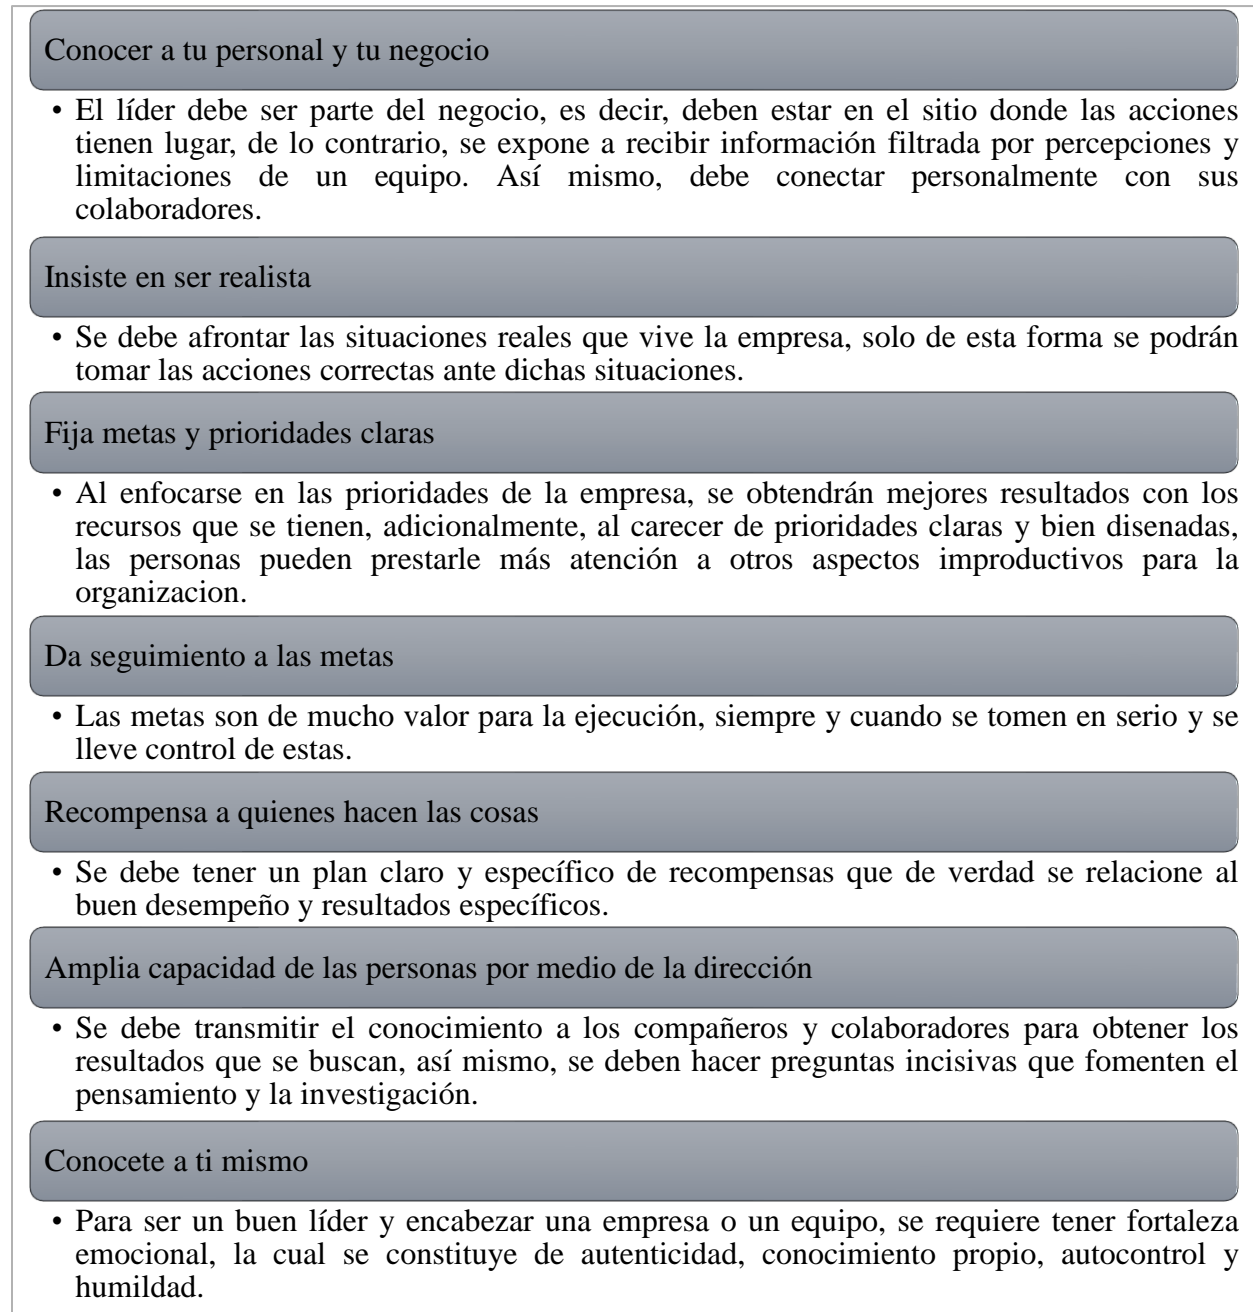 Conocer a tu personal y tu negocio
• El líder debe ser parte del negocio, es decir, deben estar en el sitio donde las acciones
tienen lugar, de lo contrario, se expone a recibir información filtrada por percepciones y
limitaciones de un equipo. Así mismo, debe conectar personalmente con sus
colaboradores.
Insiste en ser realista
• Se debe afrontar las situaciones reales que vive la empresa, solo de esta forma se podrán
tomar las acciones correctas ante dichas situaciones.
Fija metas y prioridades claras
• Al enfocarse en las prioridades de la empresa, se obtendrán mejores resultados con los
recursos que se tienen, adicionalmente, al carecer de prioridades claras y bien disenadas,
las personas pueden prestarle más atención a otros aspectos improductivos para la
organizacion.
Da seguimiento a las metas
• Las metas son de mucho valor para la ejecución, siempre y cuando se tomen en serio y se
lleve control de estas.
Recompensa a quienes hacen las cosas
• Se debe tener un plan claro y específico de recompensas que de verdad se relacione al
buen desempeño y resultados específicos.
Amplia capacidad de las personas por medio de la dirección
• Se debe transmitir el conocimiento a los compañeros y colaboradores para obtener los
resultados que se buscan, así mismo, se deben hacer preguntas incisivas que fomenten el
pensamiento y la investigación.
Conocete a ti mismo
• Para ser un buen líder y encabezar una empresa o un equipo, se requiere tener fortaleza
emocional, la cual se constituye de autenticidad, conocimiento propio, autocontrol y
humildad.